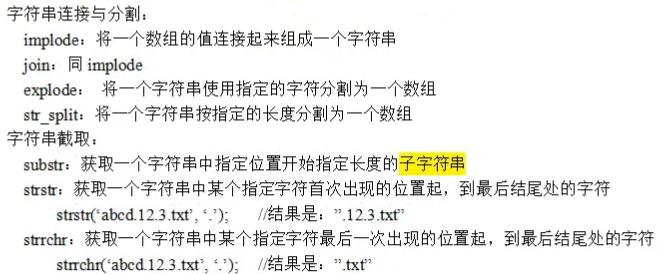 字符串连接与分割：
implode：将一个数组的值连接起来组成一个字符串
join：同 implode
explode： 将一个字符串使用指定的字符分割为一个数组
str_split：将一个字符串按指定的长度分割为一个数组
字符串截取：
substr：获取一个字符串中指定位置开始指定长度的子字符串
strstr：获取一个字符串中某个指定字符首次出现的位置起，到最后结尾处的字符
strstr(‘abcd.12.3.txt’, ‘.’); //结果是：”.12.3.txt”
strrchr：获取一个字符串中某个指定字符最后一次出现的位置起，到最后结尾处的字符
strrchr(‘abcd.12.3.txt’, ‘.’); //结果是：”.txt”